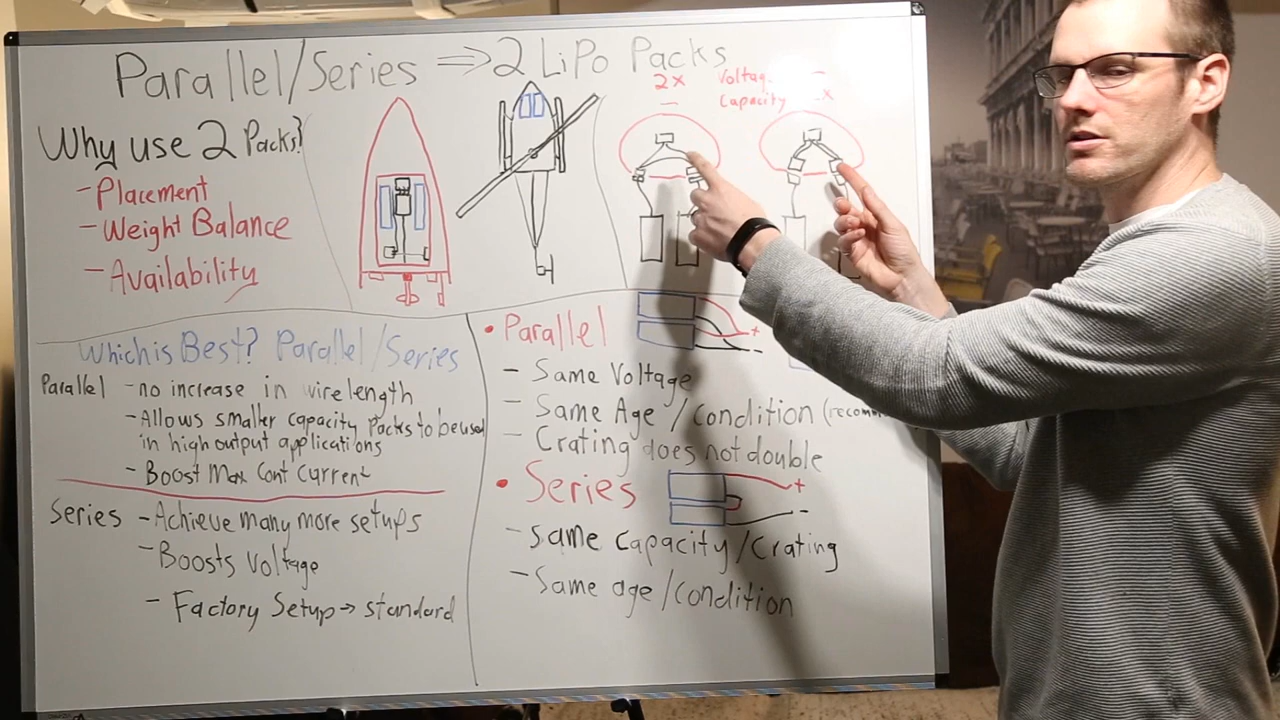 Parallel/Series ⇒ 2 LiPo Packs
Why use 2 Packs?
- Placement
- Weight Balance
- Availability
2x
—
Capacity
Which is Best? Parallel/Series
Parallel - no increase in wire length
- Allows smaller capacity Packs to be used
in high output applications
- Boost Max Cont Current
Series - Achieve many more setups
- Boosts Voltage
- Factory Setup → standard
• Parallel
+
-
- Same Voltage
- Same Age / Condition
- Crating does not double
• Series
+
-
- Same Capacity/Crating
- Same age/Condition